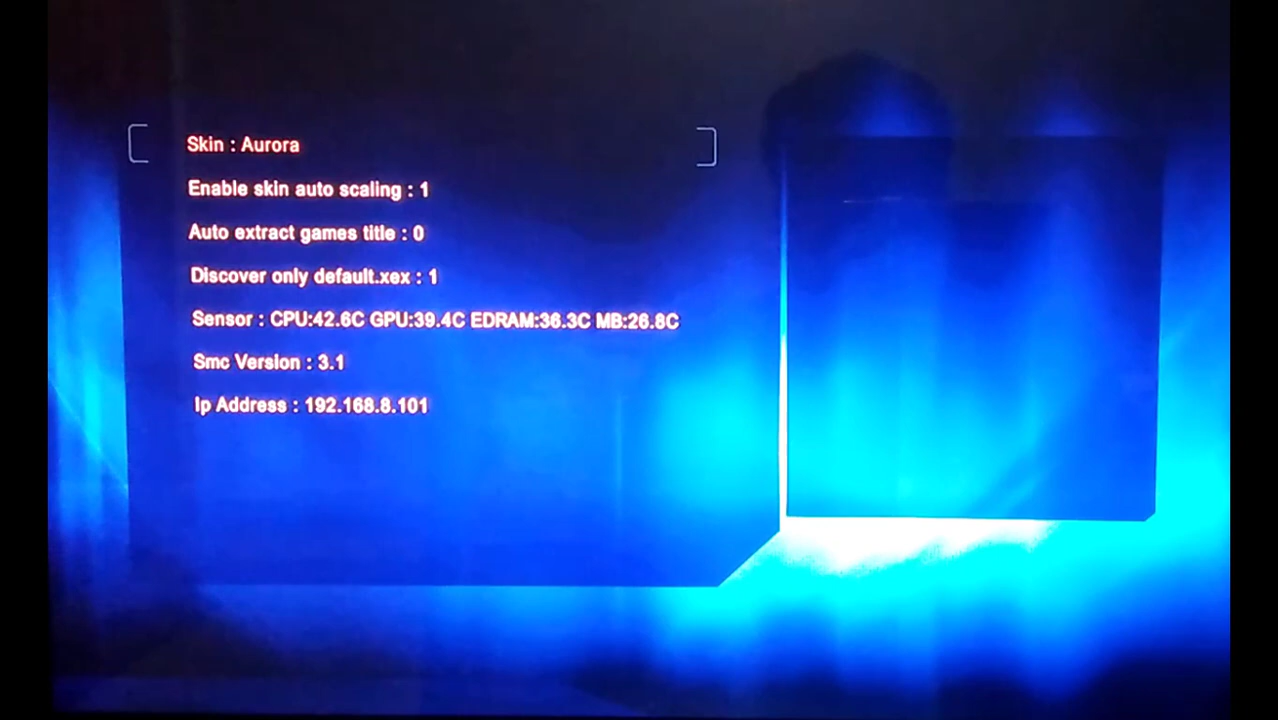 Skin : Aurora
Enable skin auto scaling : 1
Auto extract games title : 0
Discover only default.xex : 1
Sensor : CPU:42.6C GPU:39.4C EDRAM:36.3C MB:26.8C
Smc Version : 3.1
Ip Address : 192.168.8.101